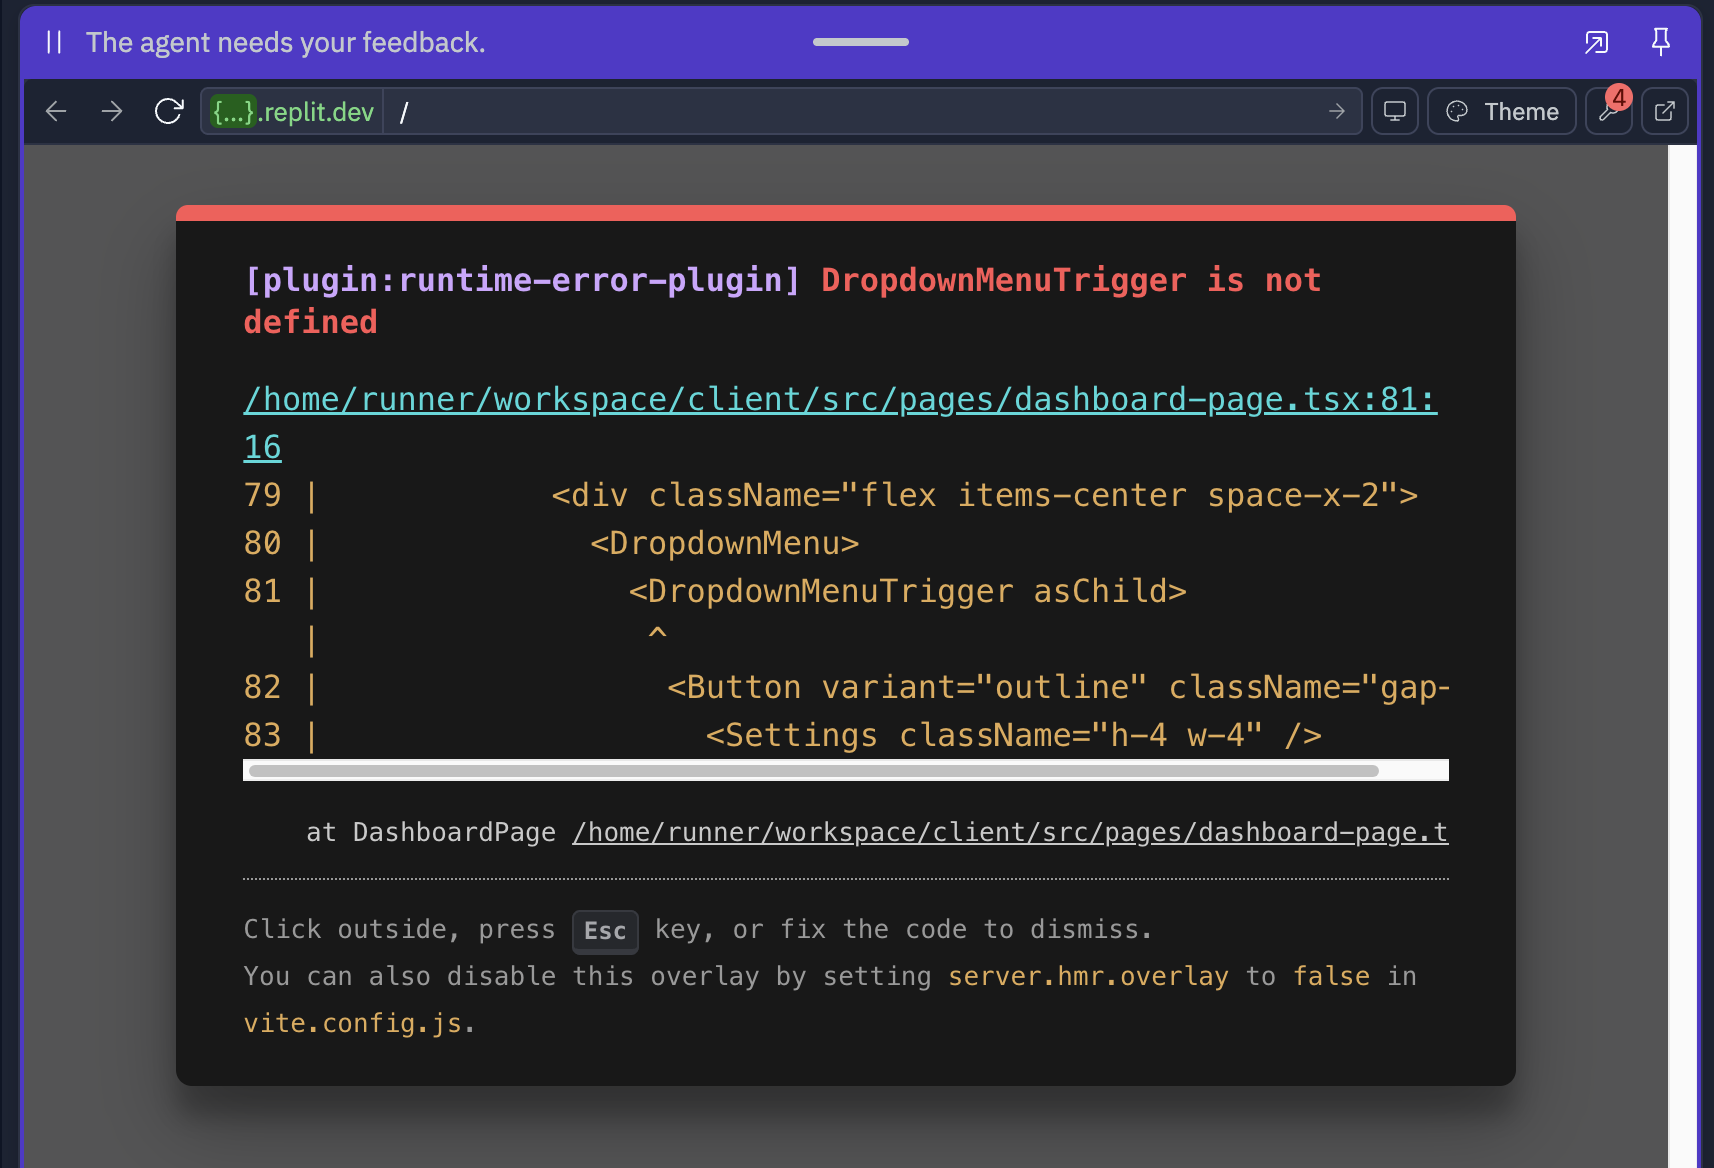 The agent needs your feedback.
{...}.replit.dev /
Theme
4
[plugin:runtime-error-plugin] DropdownMenuTrigger is not
defined
/home/runner/workspace/client/src/pages/dashboard-page.tsx:81:
16
79 |            <div className="flex items-center space-x-2">
80 |              <DropdownMenu>
81 |                <DropdownMenuTrigger asChild>
   |                 ^
82 |                  <Button variant="outline" className="gap-
83 |                    <Settings className="h-4 w-4" />
at DashboardPage /home/runner/workspace/client/src/pages/dashboard-page.t
Click outside, press Esc key, or fix the code to dismiss.
You can also disable this overlay by setting server.hmr.overlay to false in
vite.config.js.